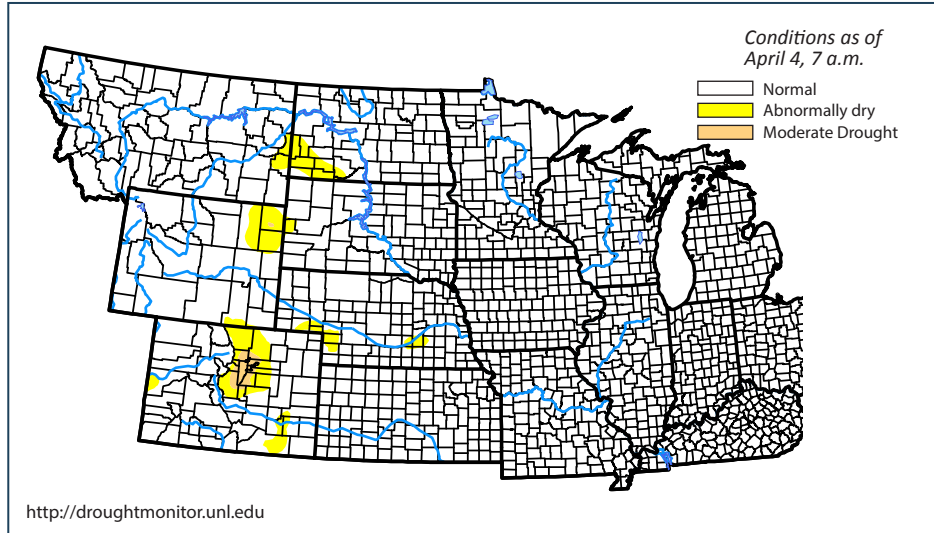 Conditions as of
April 4, 7 a.m.
Normal
Abnormally dry
Moderate Drought
http://droughtmonitor.unl.edu